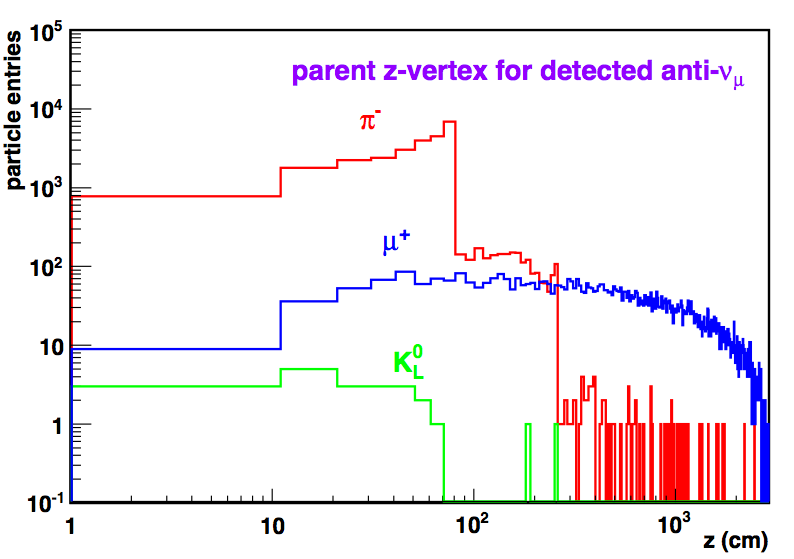 parent z-vertex for detected anti-νμ
particle entries
10⁵
10⁴
10³
10²
10
1
10⁻¹
π⁻
μ⁺
K⁰L
1
10
10²
10³
z (cm)